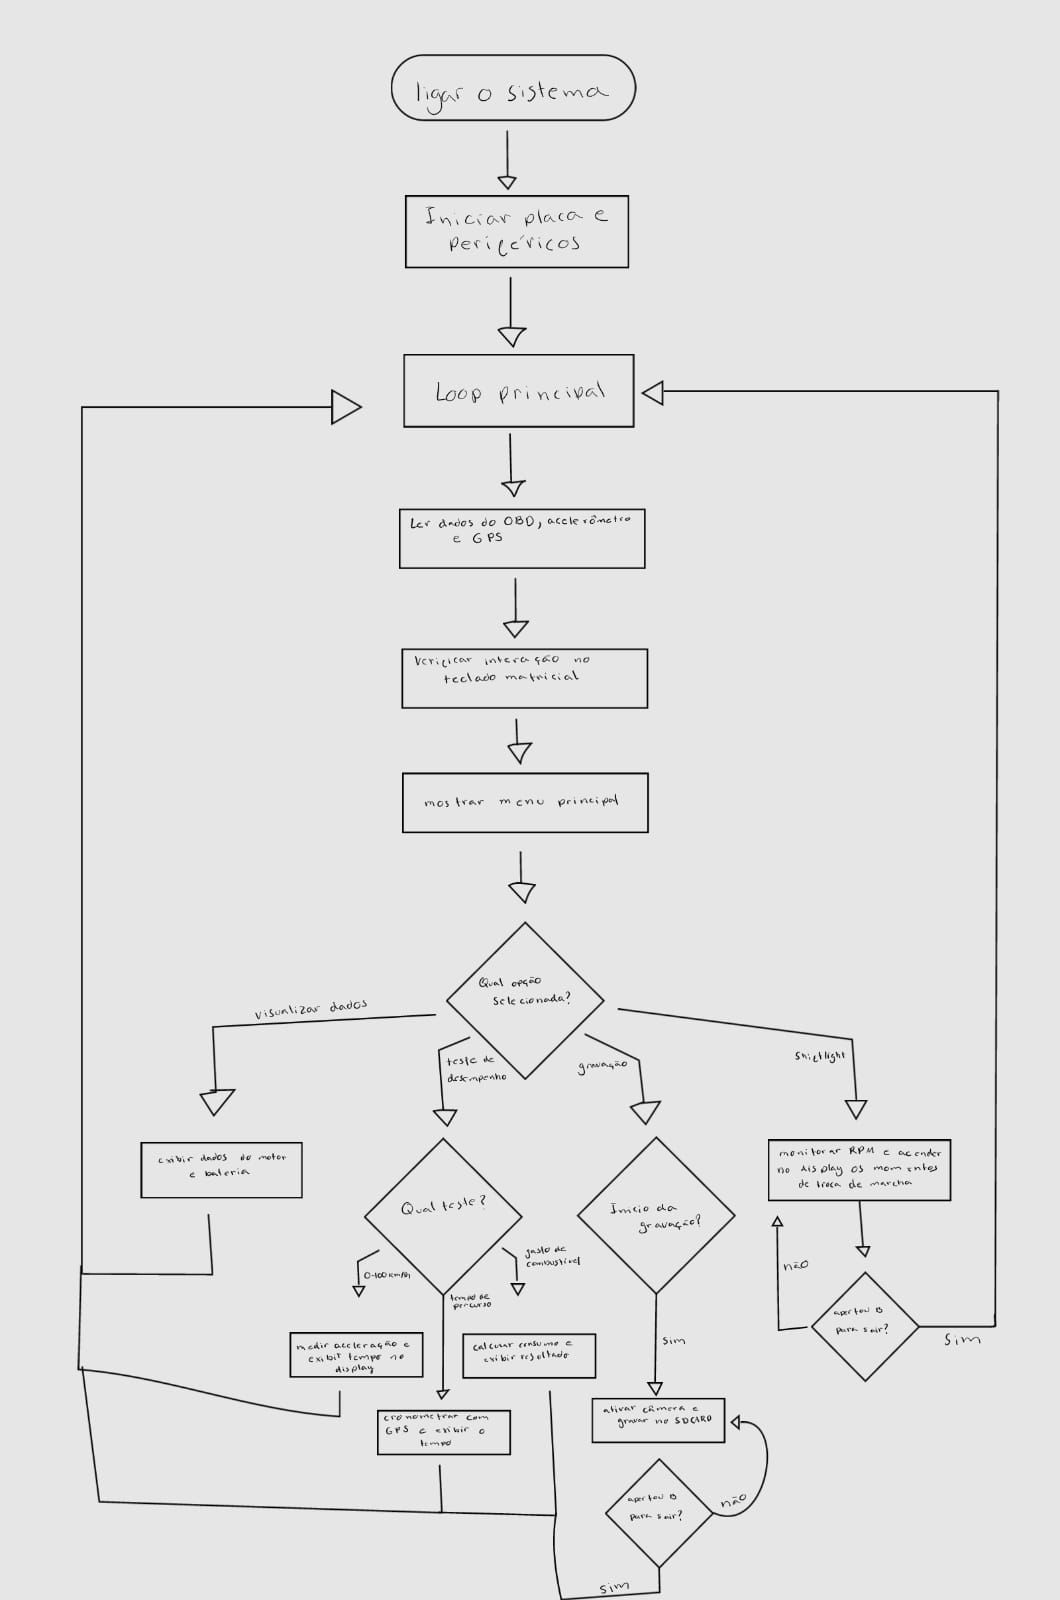 ligar o sistema
Iniciar placa e
periféricos
Loop principal
Ler dados do OBD, acelerômetro
e GPS
Verificar interação no
teclado matricial
mostrar menu principal
Qual opção
selecionada?
visualizar dados
teste de
desempenho
gravação
Shiftlight
exibir dados do motor
e bateria
Qual teste?
Início da
gravação?
monitorar RPM e acender
no display os momentos
de troca de marcha
0-100km/h
tempo de
percurso
gasto de
combustível
não
apertou B
para sair?
Sim
medir aceleração e
exibir tempo no
display
calcular consumo e
exibir resultado
sim
cronometrar com
GPS e exibir o
tempo
ativar câmera e
gravar no SDCARD
apertou B
para sair?
não
sim